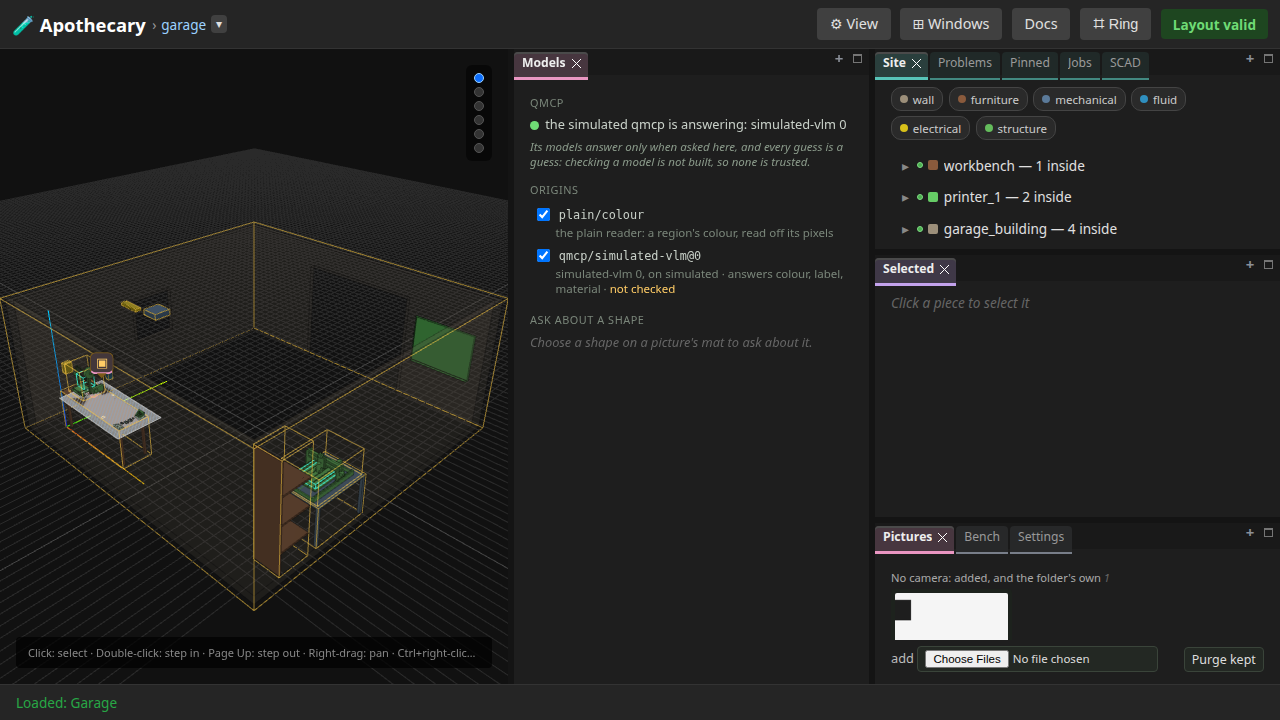 Apothecary › garage ▾
⚙ View
⊞ Windows
Docs
⌗ Ring
Layout valid
Models
QMCP
the simulated qmcp is answering: simulated-vlm 0
Its models answer only when asked here, and every guess is a
guess: checking a model is not built, so none is trusted.
ORIGINS
plain/colour
the plain reader: a region's colour, read off its pixels
qmcp/simulated-vlm@0
simulated-vlm 0, on simulated · answers colour, label,
material · not checked
ASK ABOUT A SHAPE
Choose a shape on a picture's mat to ask about it.
Site
Problems
Pinned
Jobs
SCAD
wall
furniture
mechanical
fluid
electrical
structure
workbench — 1 inside
printer_1 — 2 inside
garage_building — 4 inside
Selected
Click a piece to select it
Pictures
Bench
Settings
No camera: added, and the folder's own 1
add Choose Files No file chosen
Purge kept
Click: select · Double-click: step in · Page Up: step out · Right-drag: pan · Ctrl+right-clic…
Loaded: Garage